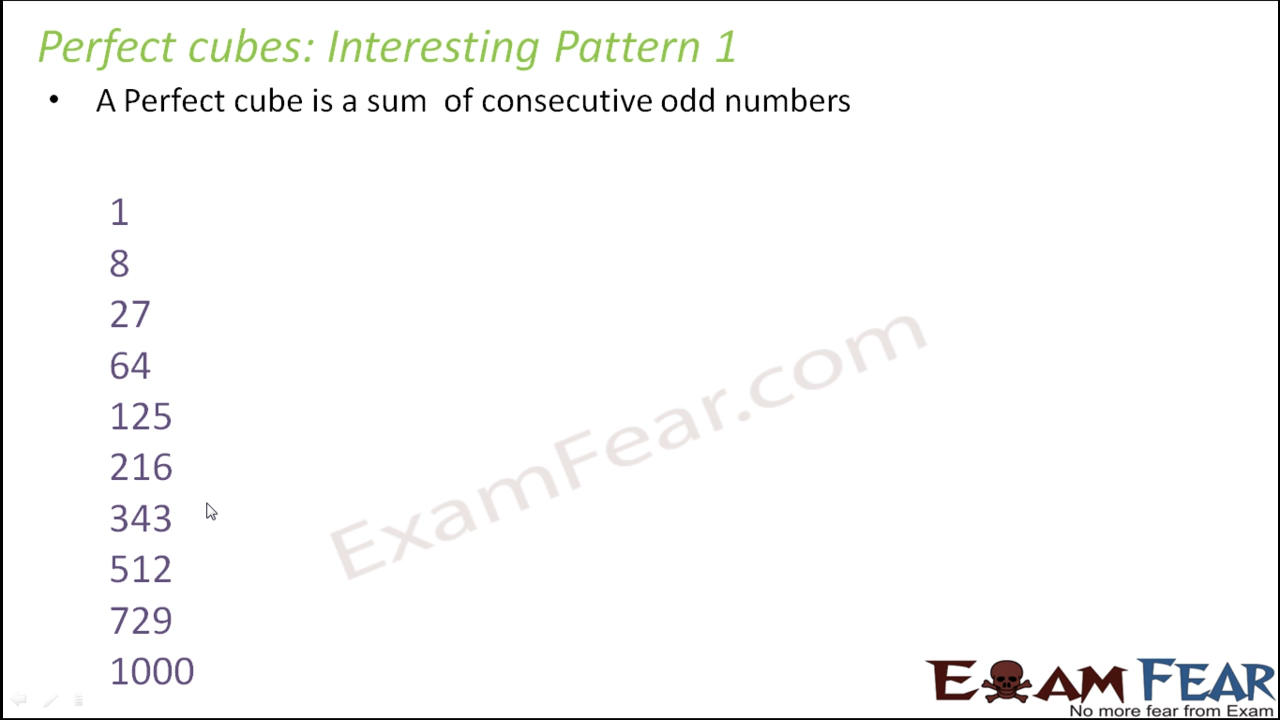 Perfect cubes: Interesting Pattern 1
• A Perfect cube is a sum of consecutive odd numbers
1
8
27
64
125
216
343
512
729
1000
ExamFear.com
EXAM FEAR
No more fear from Exam